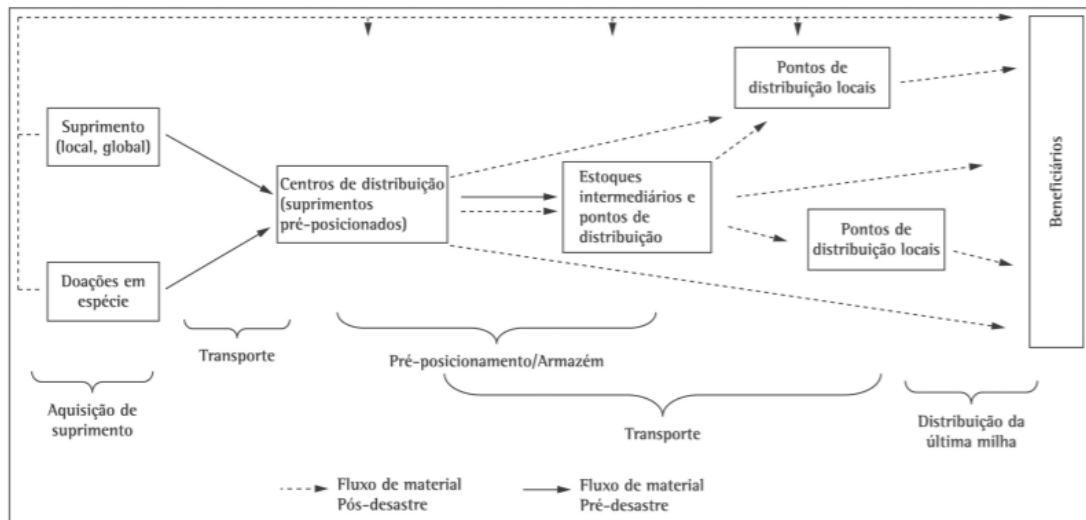 Pontos de
distribuição locais
Suprimento
(local, global)
Centros de distribuição
(suprimentos
pré-posicionados)
Estoques
intermediários e
pontos de
distribuição
Beneficiários
Pontos de
distribuição locais
Doações em
espécie
Transporte
Pré-posicionamento/Armazém
Aquisição de
suprimento
Transporte
Distribuição da
última milha
Fluxo de material
Pós-desastre
Fluxo de material
Pré-desastre